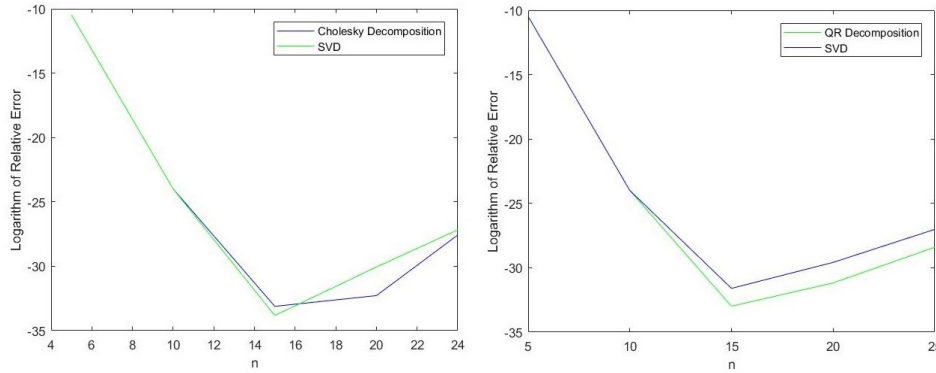 -10
-15
-20
-25
-30
-35
4 6 8 10 12 14 16 18 20 22 24
n
Logarithm of Relative Error
Cholesky Decomposition
SVD
-10
-15
-20
-25
-30
-35
5 10 15 20 25
n
Logarithm of Relative Error
QR Decomposition
SVD